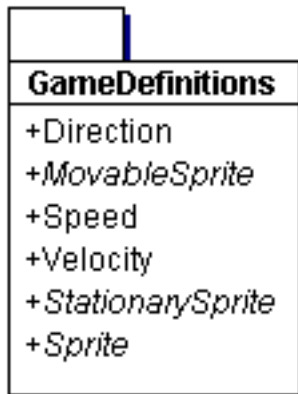 GameDefinitions
+Direction
+MovableSprite
+Speed
+Velocity
+StationarySprite
+Sprite